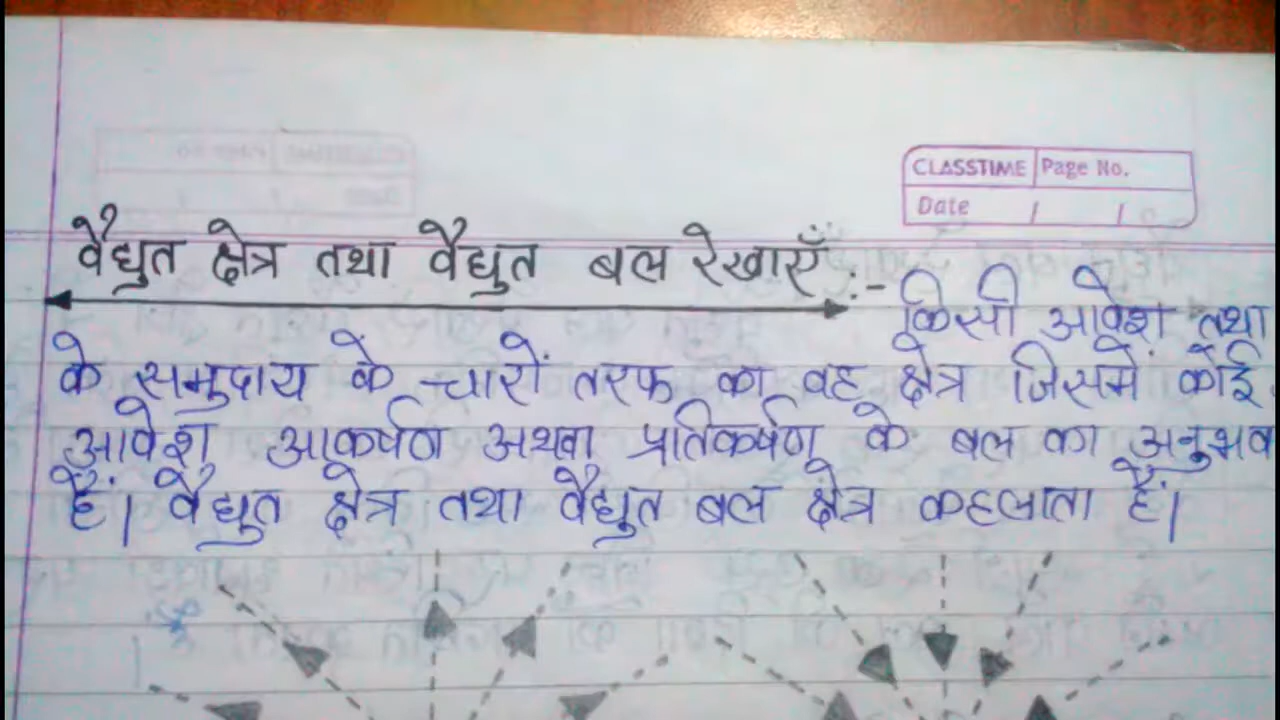 CLASSTIME Page No.
Date / /
वैद्युत क्षेत्र तथा वैद्युत बल रेखाएँ :-
किसी आवेश तथा
के समुदाय के चारों तरफ का वह क्षेत्र जिसमें कोई
आवेश आकर्षण अथवा प्रतिकर्षण के बल का अनुभव
हैं। वैद्युत क्षेत्र तथा वैद्युत बल क्षेत्र कहलाता हैं।